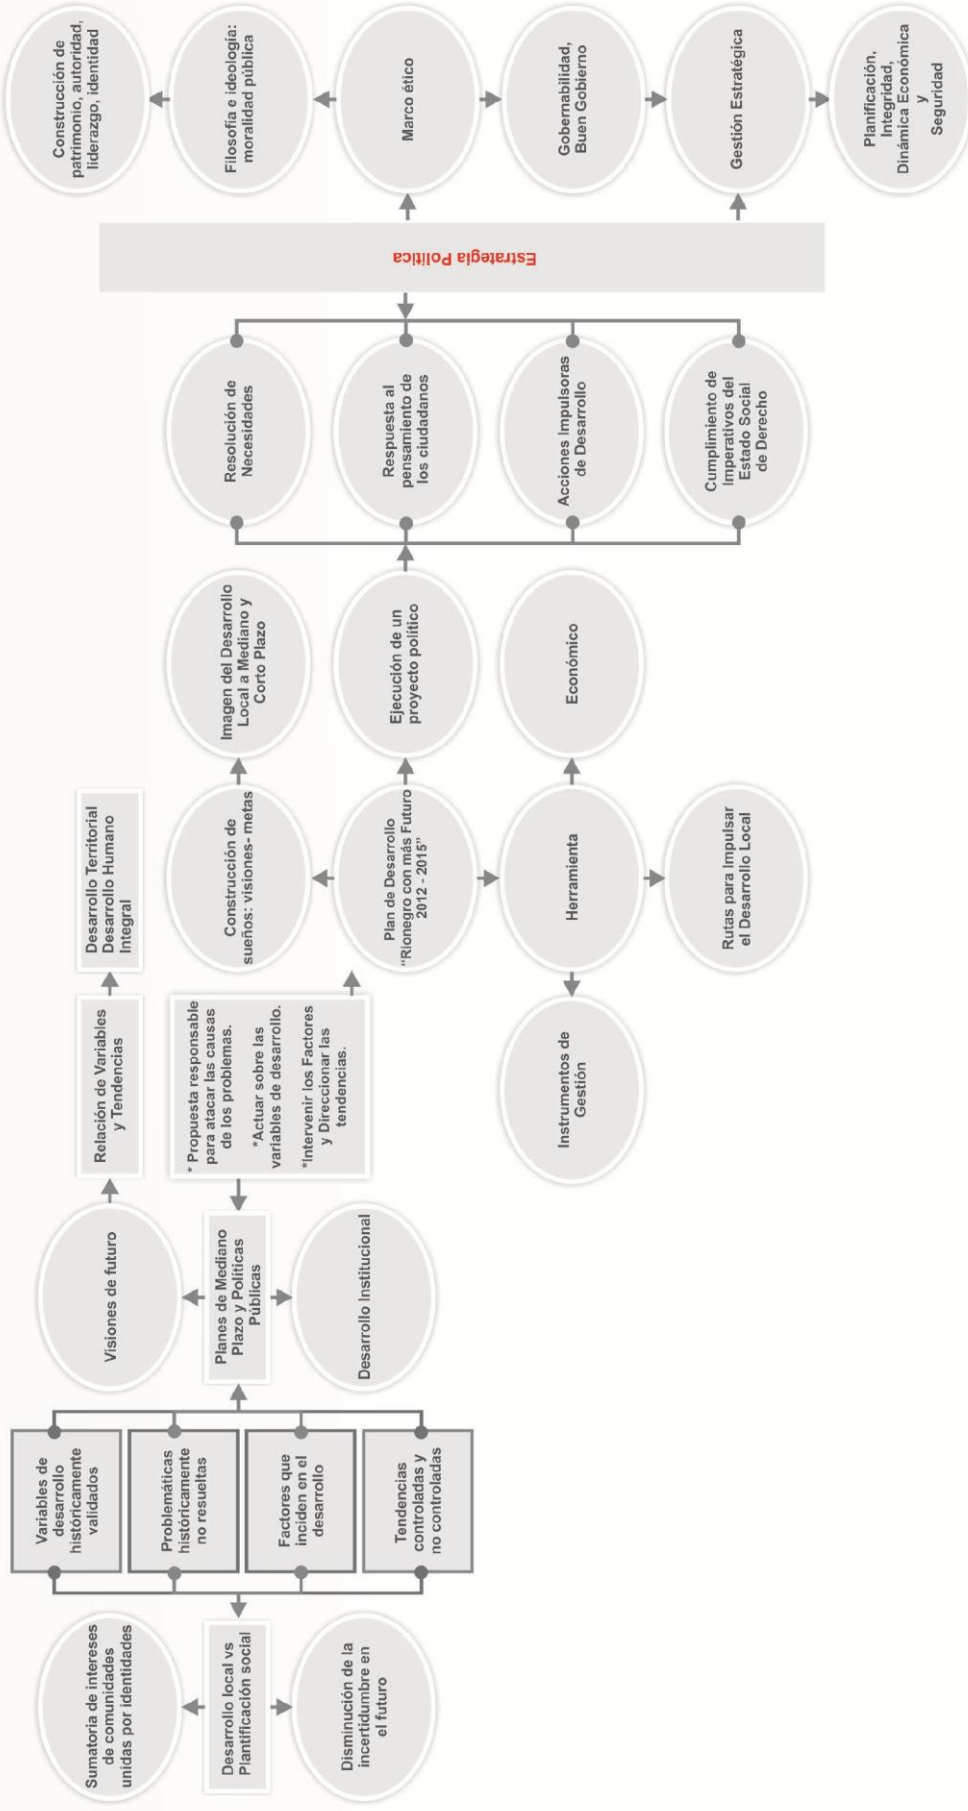 Sumatoria de intereses
de comunidades
unidas por identidades
Desarrollo local vs
Plantificación social
Disminución de la
incertidumbre en
el futuro
Variables de
desarrollo
históricamente
validados
Problemáticas
históricamente
no resueltas
Factores que
inciden en el
desarrollo
Tendencias
controladas y
no controladas
Visiones de futuro
Planes de Mediano
Plazo y Políticas
Públicas
Desarrollo Institucional
Relación de Variables
y Tendencias
* Propuesta responsable
para atacar las causas
de los problemas.
*Actuar sobre las
variables de desarrollo.
*Intervenir los Factores
y Direccionar las
tendencias.
Instrumentos de
Gestión
Desarrollo Territorial
Desarrollo Humano
Integral
Construcción de
sueños: visiones- metas
Plan de Desarrollo
“Rionegro con más Futuro
2012 - 2015”
Herramienta
Rutas para Impulsar
el Desarrollo Local
Imagen del Desarrollo
Local a Mediano y
Corto Plazo
Ejecución de un
proyecto político
Económico
Resolución de
Necesidades
Respuesta al
pensamiento de
los ciudadanos
Acciones Impulsoras
de Desarrollo
Cumplimiento de
Imperativos del
Estado Social
de Derecho
Estrategia Política
Construcción de
patrimonio, autoridad,
liderazgo, identidad
Filosofía e ideología:
moralidad pública
Marco ético
Gobernabilidad,
Buen Gobierno
Gestión Estratégica
Planificación,
Integridad,
Dinámica Económica
y
Seguridad